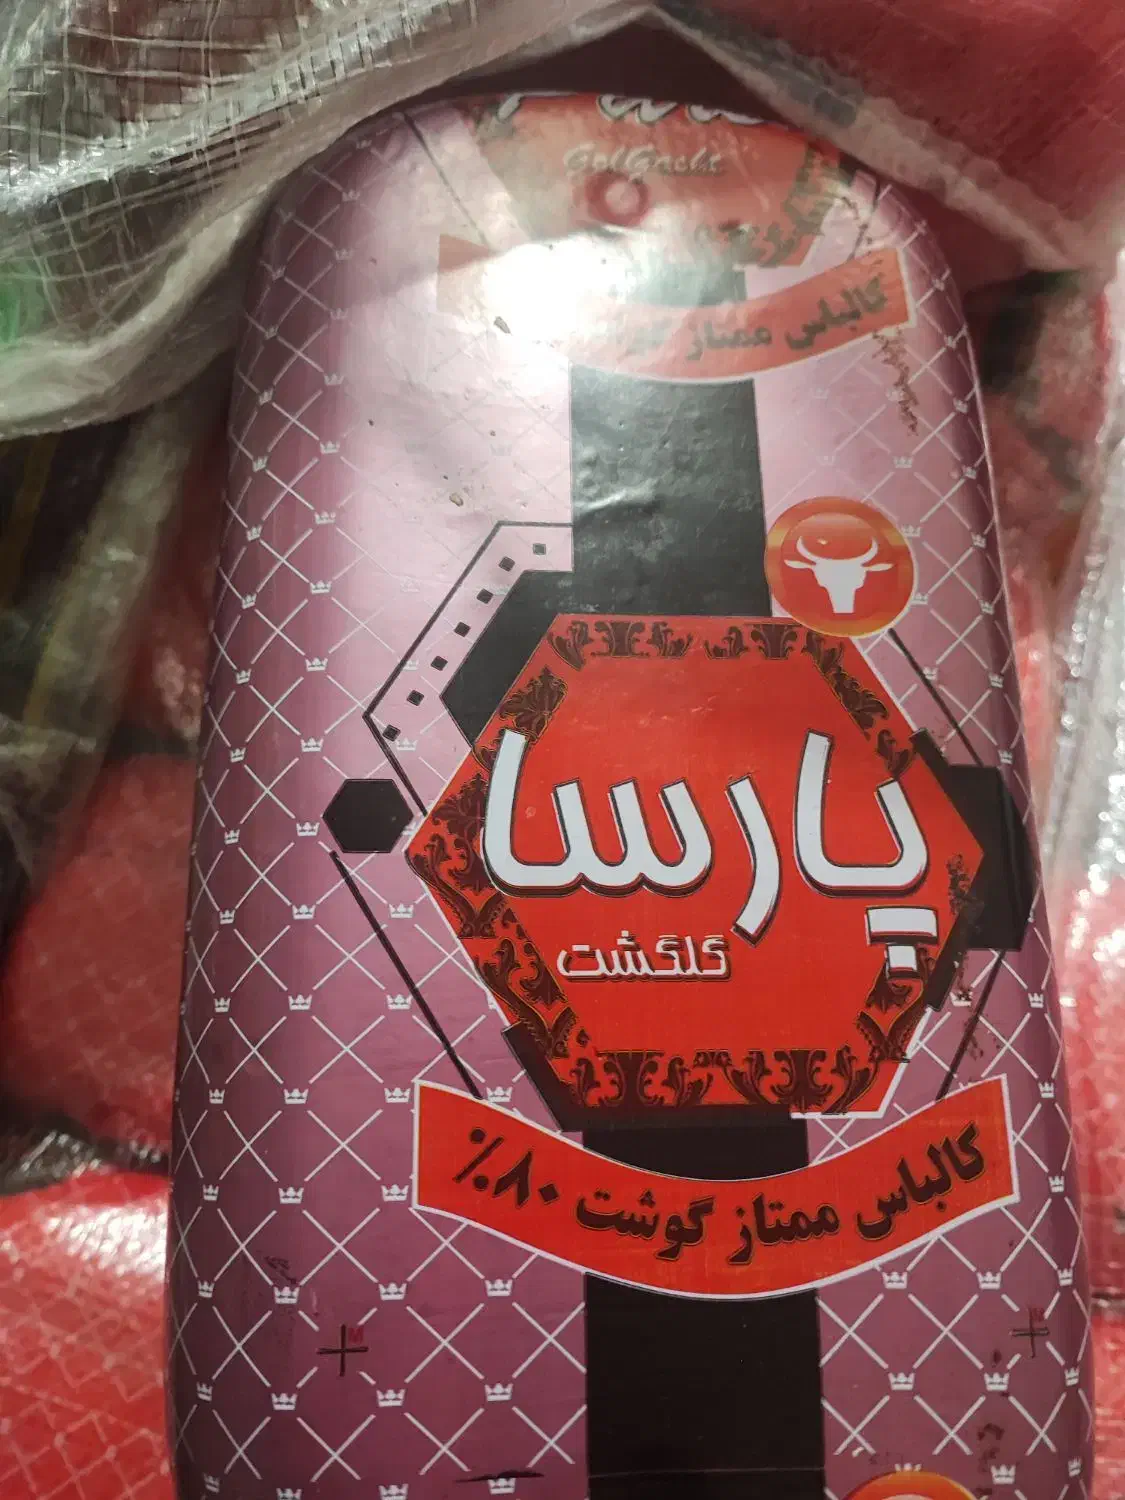 GolGasht
کالباس ممتاز
پارسا
گلگشت
کالباس ممتاز گوشت ۸۰٪
M
M